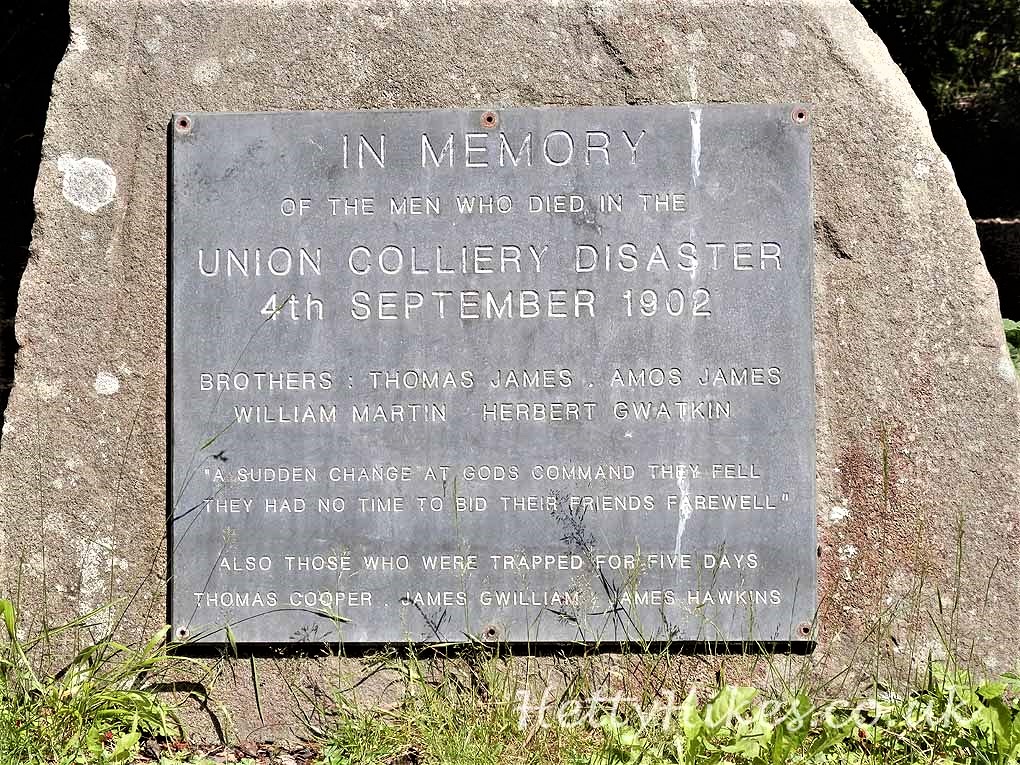 IN MEMORY
OF THE MEN WHO DIED IN THE
UNION COLLIERY DISASTER
4th SEPTEMBER 1902
BROTHERS : THOMAS JAMES . AMOS JAMES
WILLIAM MARTIN HERBERT GWATKIN
"A SUDDEN CHANGE AT GODS COMMAND THEY FELL
THEY HAD NO TIME TO BID THEIR FRIENDS FAREWELL"
ALSO THOSE WHO WERE TRAPPED FOR FIVE DAYS
THOMAS COOPER . JAMES GWILLIAM . JAMES HAWKINS
HettyHikes.co.uk